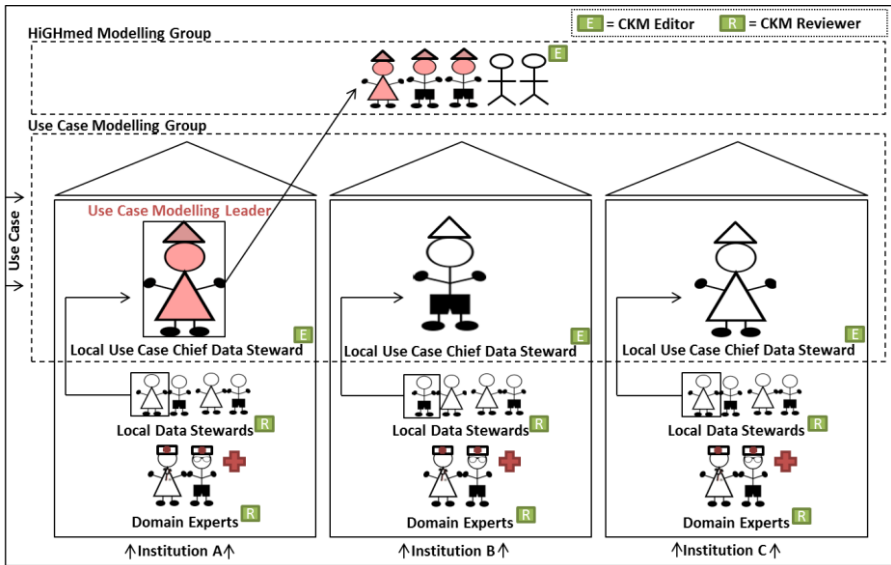 E = CKM Editor R = CKM Reviewer
HiGHmed Modelling Group
E
Use Case Modelling Group
Use Case
Use Case Modelling Leader
E E E
Local Use Case Chief Data Steward Local Use Case Chief Data Steward Local Use Case Chief Data Steward
Local Data Stewards R Local Data Stewards R Local Data Stewards R
R R R
Domain Experts Domain Experts Domain Experts
Institution A Institution B Institution C